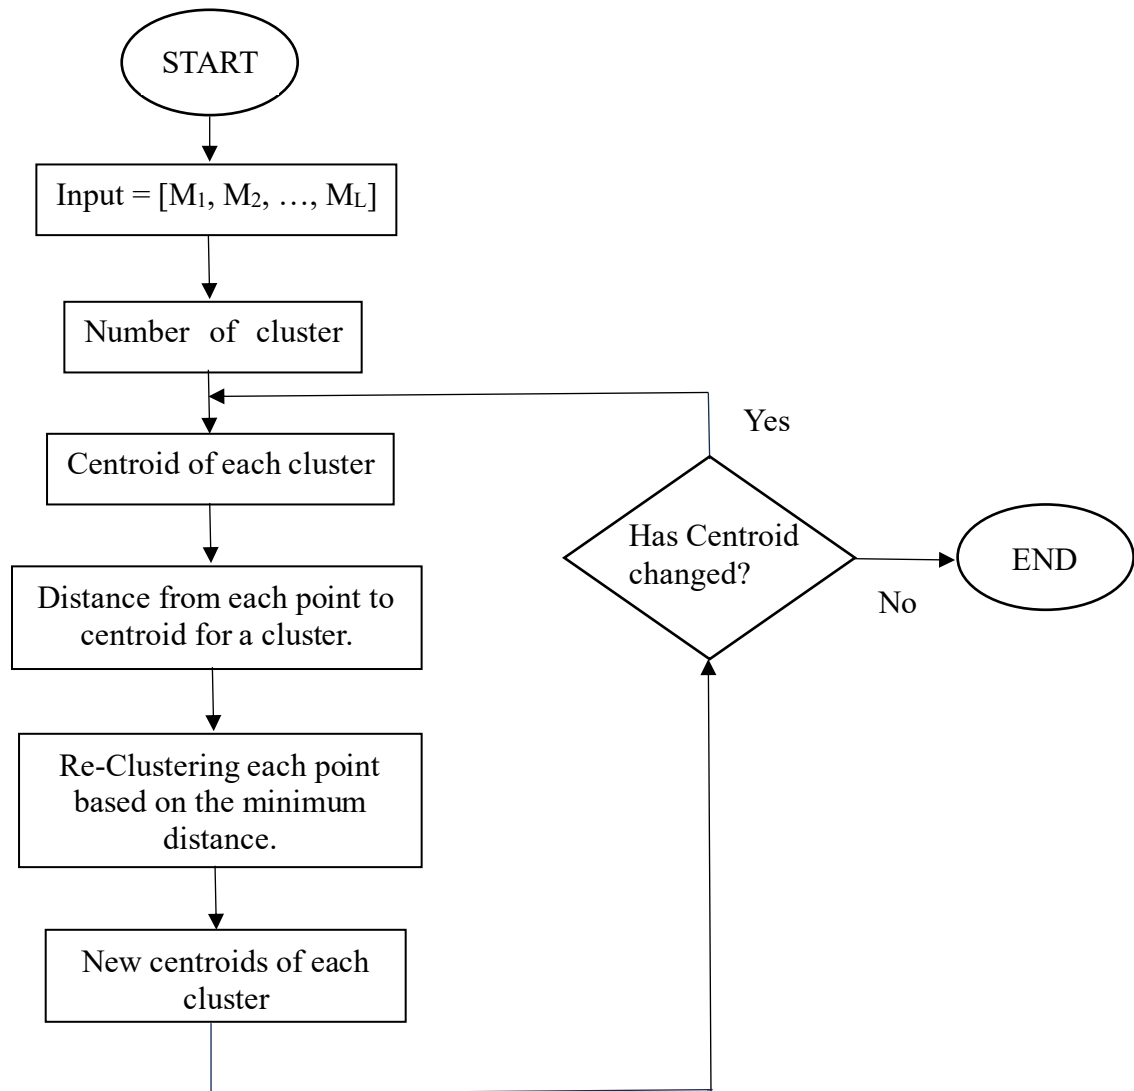 START
Input = [M₁, M₂, …, M_L]
Number of cluster
Centroid of each cluster
Distance from each point to
centroid for a cluster.
Re-Clustering each point
based on the minimum
distance.
New centroids of each
cluster
Yes
Has Centroid
changed?
No
END